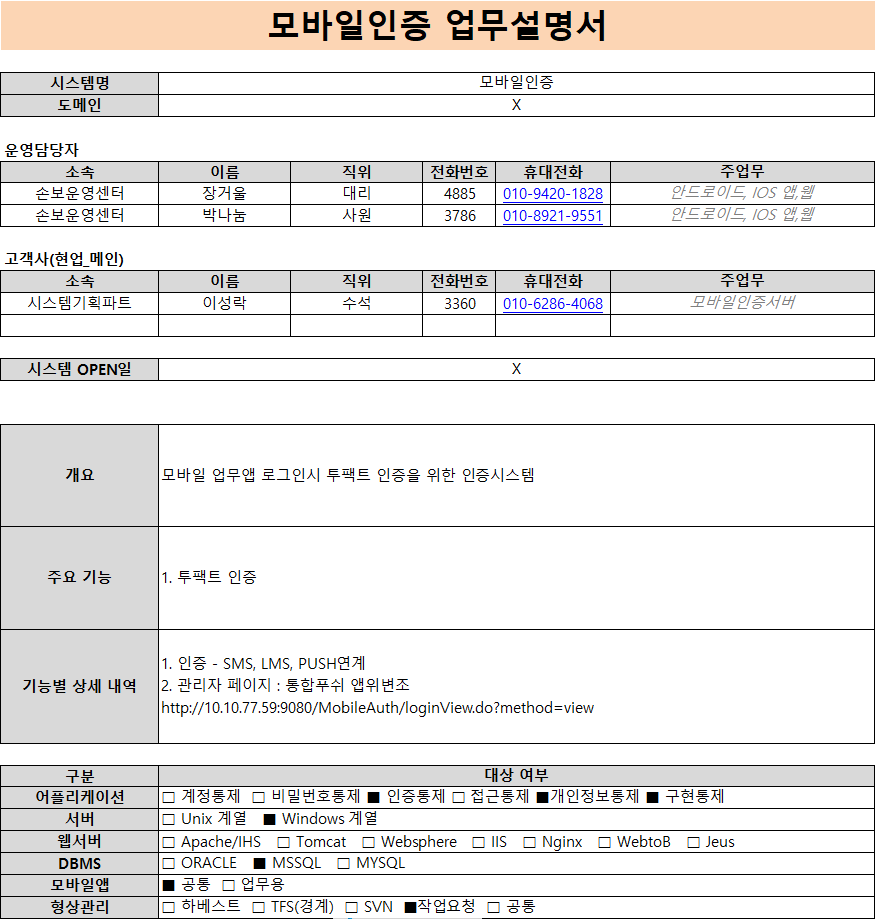 모바일인증 업무설명서
시스템명 모바일인증
도메인 X
운영담당자
소속 이름 직위 전화번호 휴대전화 주업무
손보운영센터 장거울 대리 4885 010-9420-1828 안드로이드, IOS 앱,웹
손보운영센터 박나눔 사원 3786 010-8921-9551 안드로이드, IOS 앱,웹
고객사(현업_메인)
소속 이름 직위 전화번호 휴대전화 주업무
시스템기획파트 이성락 수석 3360 010-6286-4068 모바일인증서버
시스템 OPEN일 X
개요 모바일 업무앱 로그인시 투팩트 인증을 위한 인증시스템
주요 기능 1. 투팩트 인증
1. 인증 - SMS, LMS, PUSH연계
기능별 상세 내역 2. 관리자 페이지 : 통합푸쉬 앱위변조
http://10.10.77.59:9080/MobileAuth/loginView.do?method=view
구분 대상 여부
어플리케이션 □ 계정통제 □ 비밀번호통제 ■ 인증통제 □ 접근통제 ■개인정보통제 ■ 구현통제
서버 □ Unix 계열 ■ Windows 계열
웹서버 □ Apache/IHS □ Tomcat □ Websphere □ IIS □ Nginx □ WebtoB □ Jeus
DBMS □ ORACLE ■ MSSQL □ MYSQL
모바일앱 ■ 공통 □ 업무용
형상관리 □ 하베스트 □ TFS(경계) □ SVN ■작업요청 □ 공통